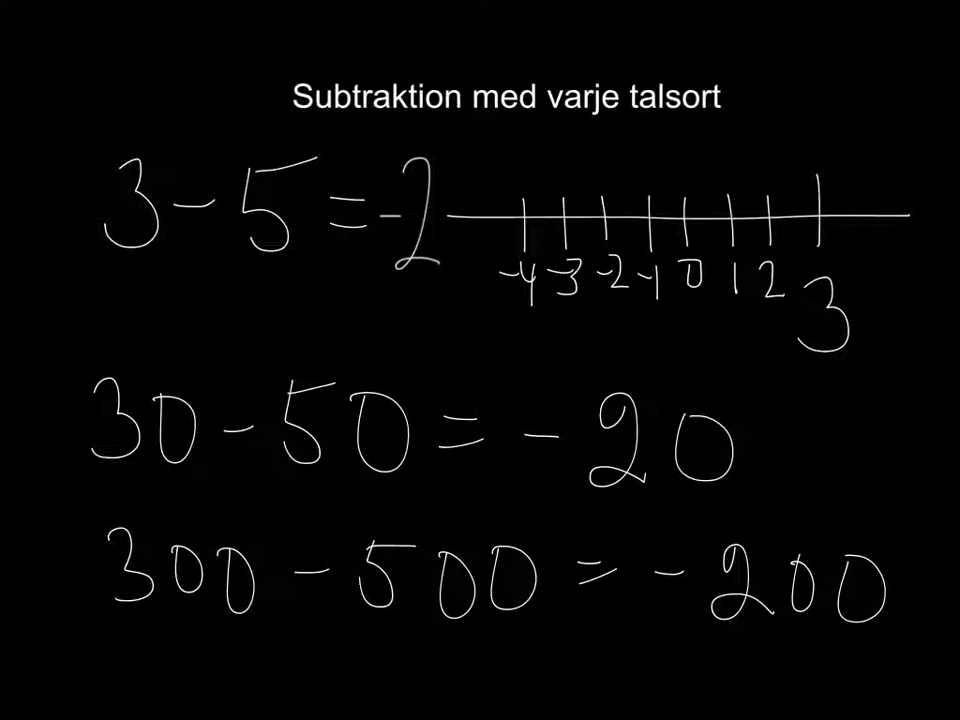 Subtraktion med varje talsort
3 - 5 = -2
-4 -3 -2 -1 0 1 2 3
30 - 50 = -20
300 - 500 = -200